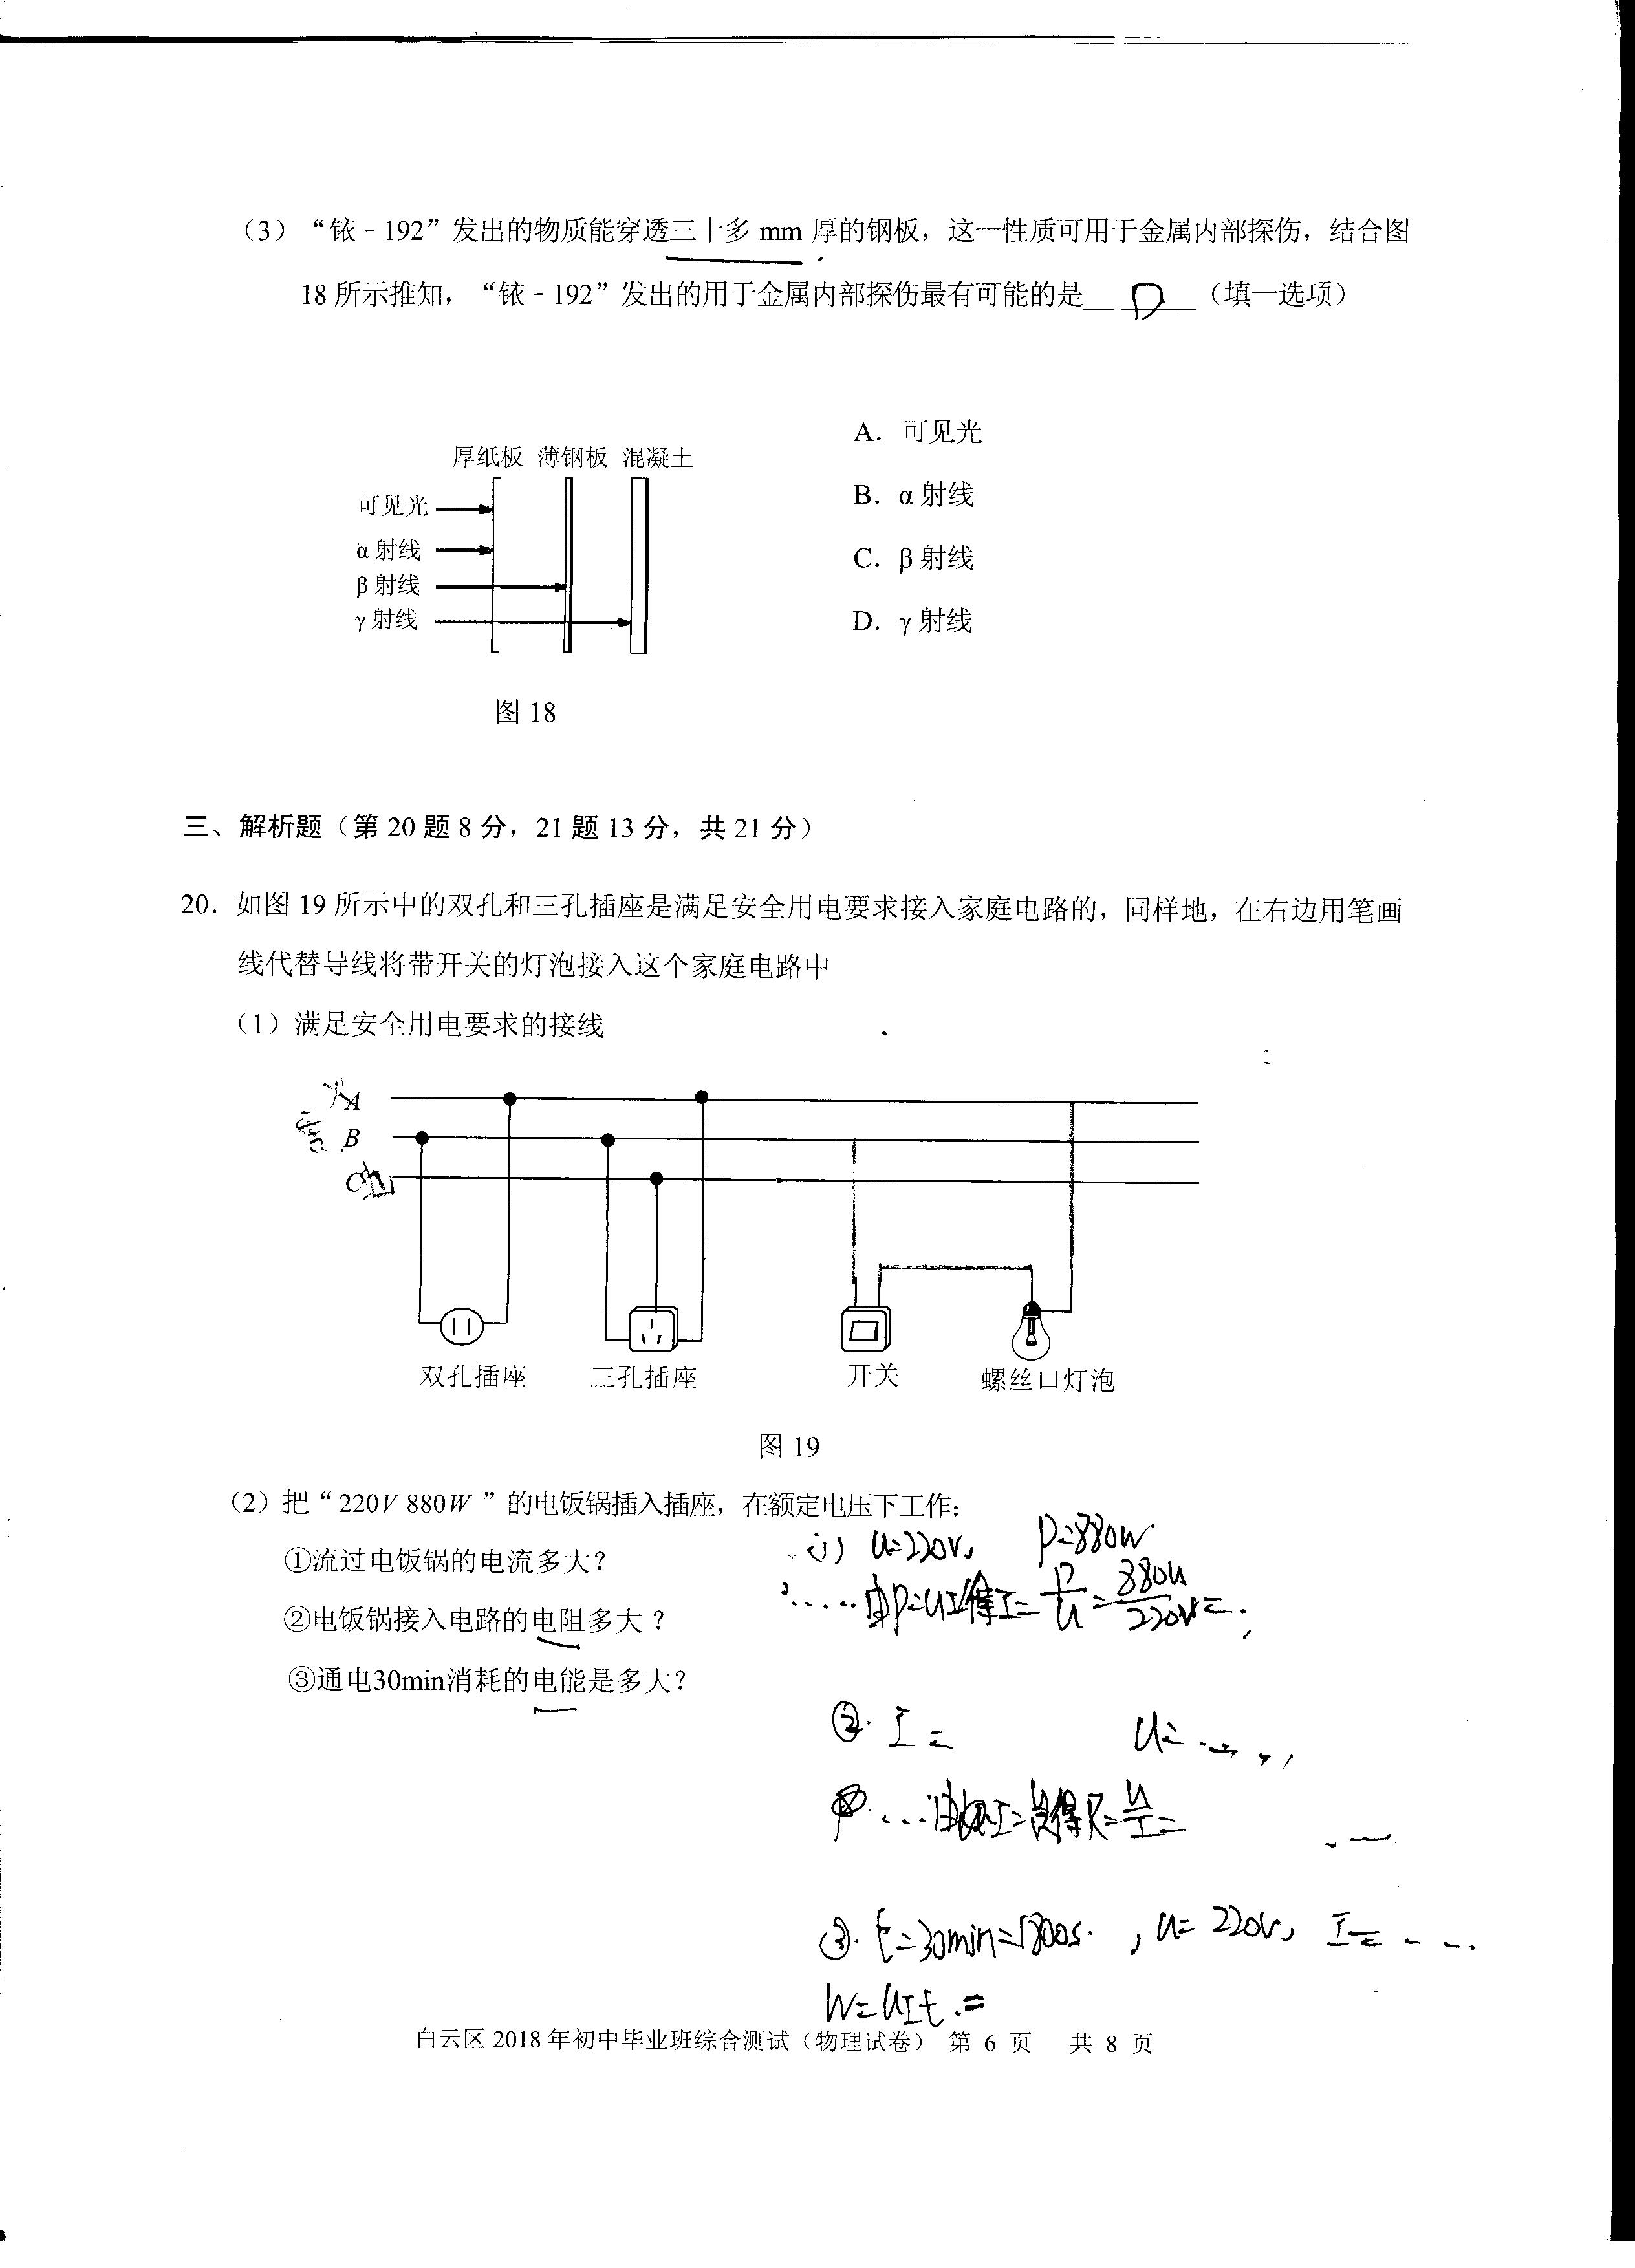 （3）“铱﹣192”发出的物质能穿透三十多 mm 厚的钢板，这一性质可用于金属内部探伤，结合图
18 所示推知，“铱﹣192”发出的用于金属内部探伤最有可能的是 D （填一选项）
厚纸板 薄钢板 混凝土
可见光
α 射线
β 射线
γ 射线
图 18
A. 可见光
B. α 射线
C. β 射线
D. γ 射线
三、解析题（第 20 题 8 分，21 题 13 分，共 21 分）
20. 如图 19 所示中的双孔和三孔插座是满足安全用电要求接入家庭电路的，同样地，在右边用笔画
线代替导线将带开关的灯泡接入这个家庭电路中
（1）满足安全用电要求的接线
火 A
零 B
C 地
双孔插座 三孔插座 开关 螺丝口灯泡
图 19
（2）把“220V 880W ”的电饭锅插入插座，在额定电压下工作：
①流过电饭锅的电流多大？
②电饭锅接入电路的电阻多大？
③通电30min消耗的电能是多大？
(1) U=220V, P=880W
由P=UI得I=P/U=880W/220V=
② I= U=
得R=U/I=
③. t=30min=1800s. , U=220V, I=
W=UIt.=
白云区 2018 年初中毕业班综合测试（物理试卷） 第 6 页 共 8 页